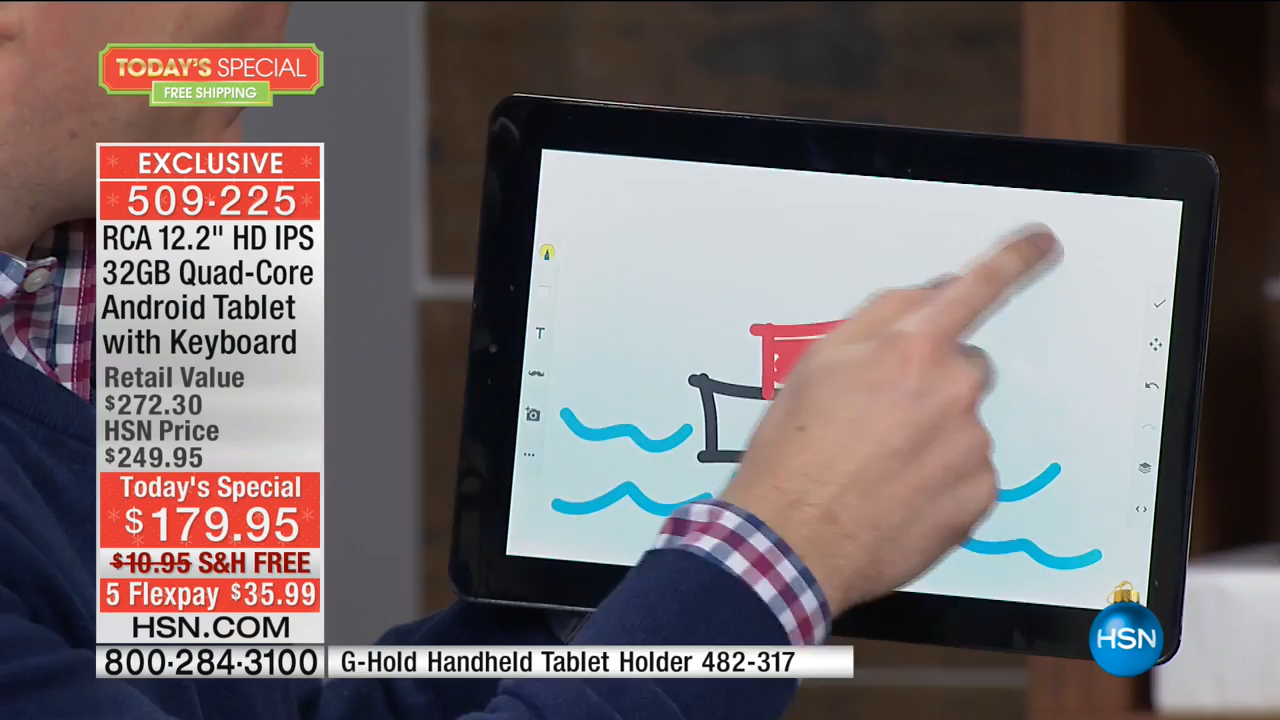 TODAY'S SPECIAL
FREE SHIPPING
EXCLUSIVE
509-225
RCA 12.2" HD IPS
32GB Quad-Core
Android Tablet
with Keyboard
Retail Value
$272.30
HSN Price
$249.95
Today's Special
$179.95
$10.95 S&H FREE
5 Flexpay $35.99
HSN.COM
800-284-3100
G-Hold Handheld Tablet Holder 482-317
T
HSN